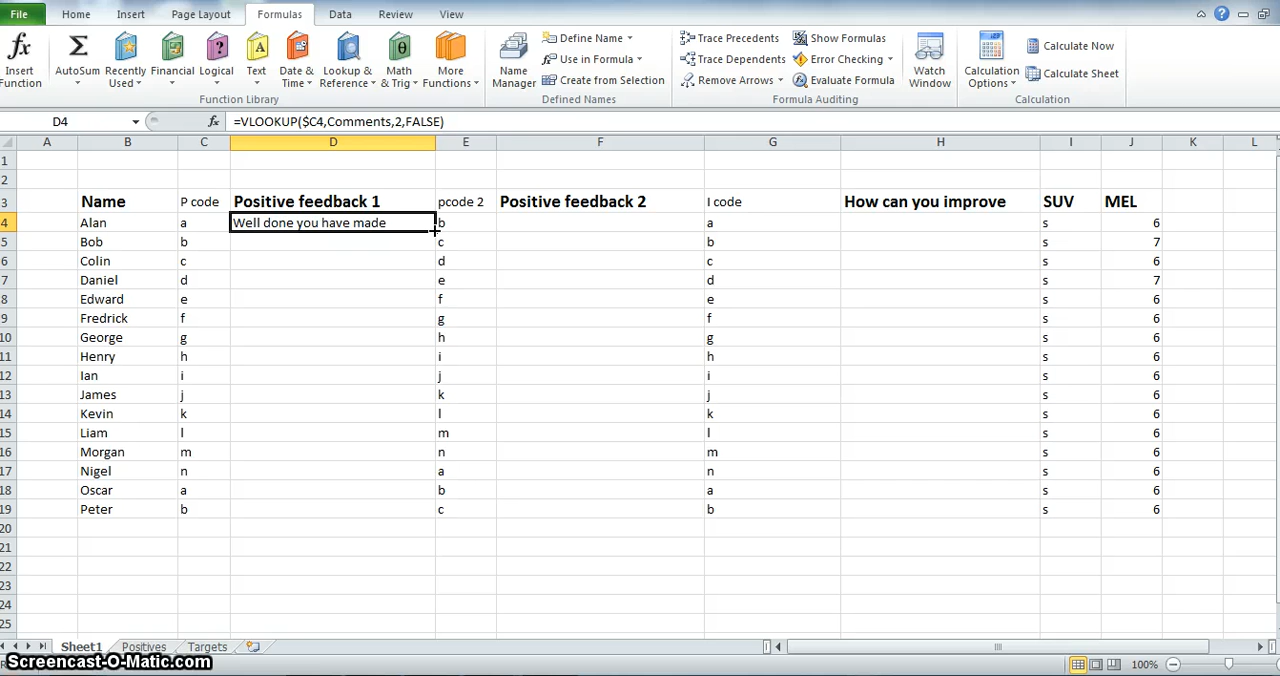 File Home Insert Page Layout Formulas Data Review View
fx Insert Function
Σ AutoSum
Recently Used
Financial
Logical
Text
Date & Time
Lookup & Reference
Math & Trig
More Functions
Function Library
Name Manager
Define Name
Use in Formula
Create from Selection
Defined Names
Trace Precedents
Trace Dependents
Remove Arrows
Show Formulas
Error Checking
Evaluate Formula
Formula Auditing
Watch Window
Calculation Options
Calculate Now
Calculate Sheet
Calculation
D4 fx =VLOOKUP($C4,Comments,2,FALSE)
A B C D E F G H I J K L
1
2
3 Name P code Positive feedback 1 pcode 2 Positive feedback 2 I code How can you improve SUV MEL
4 Alan a Well done you have made b a s 6
5 Bob b c b s 7
6 Colin c d c s 6
7 Daniel d e d s 7
8 Edward e f e s 6
9 Fredrick f g f s 6
10 George g h g s 6
11 Henry h i h s 6
12 Ian i j i s 6
13 James j k j s 6
14 Kevin k l k s 6
15 Liam l m l s 6
16 Morgan m n m s 6
17 Nigel n a n s 6
18 Oscar a b a s 6
19 Peter b c b s 6
20
21
22
23
24
25
Sheet1 Positives Targets
Screencast-O-Matic.com 100%